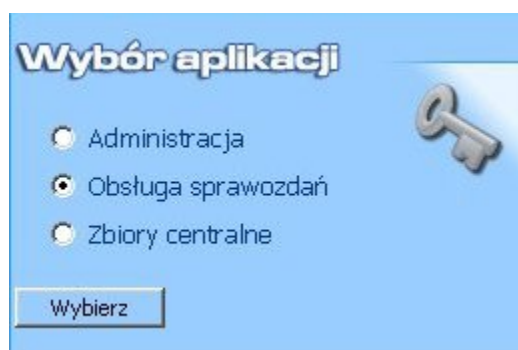 Wybór aplikacji
Administracja
Obsługa sprawozdań
Zbiory centralne
Wybierz